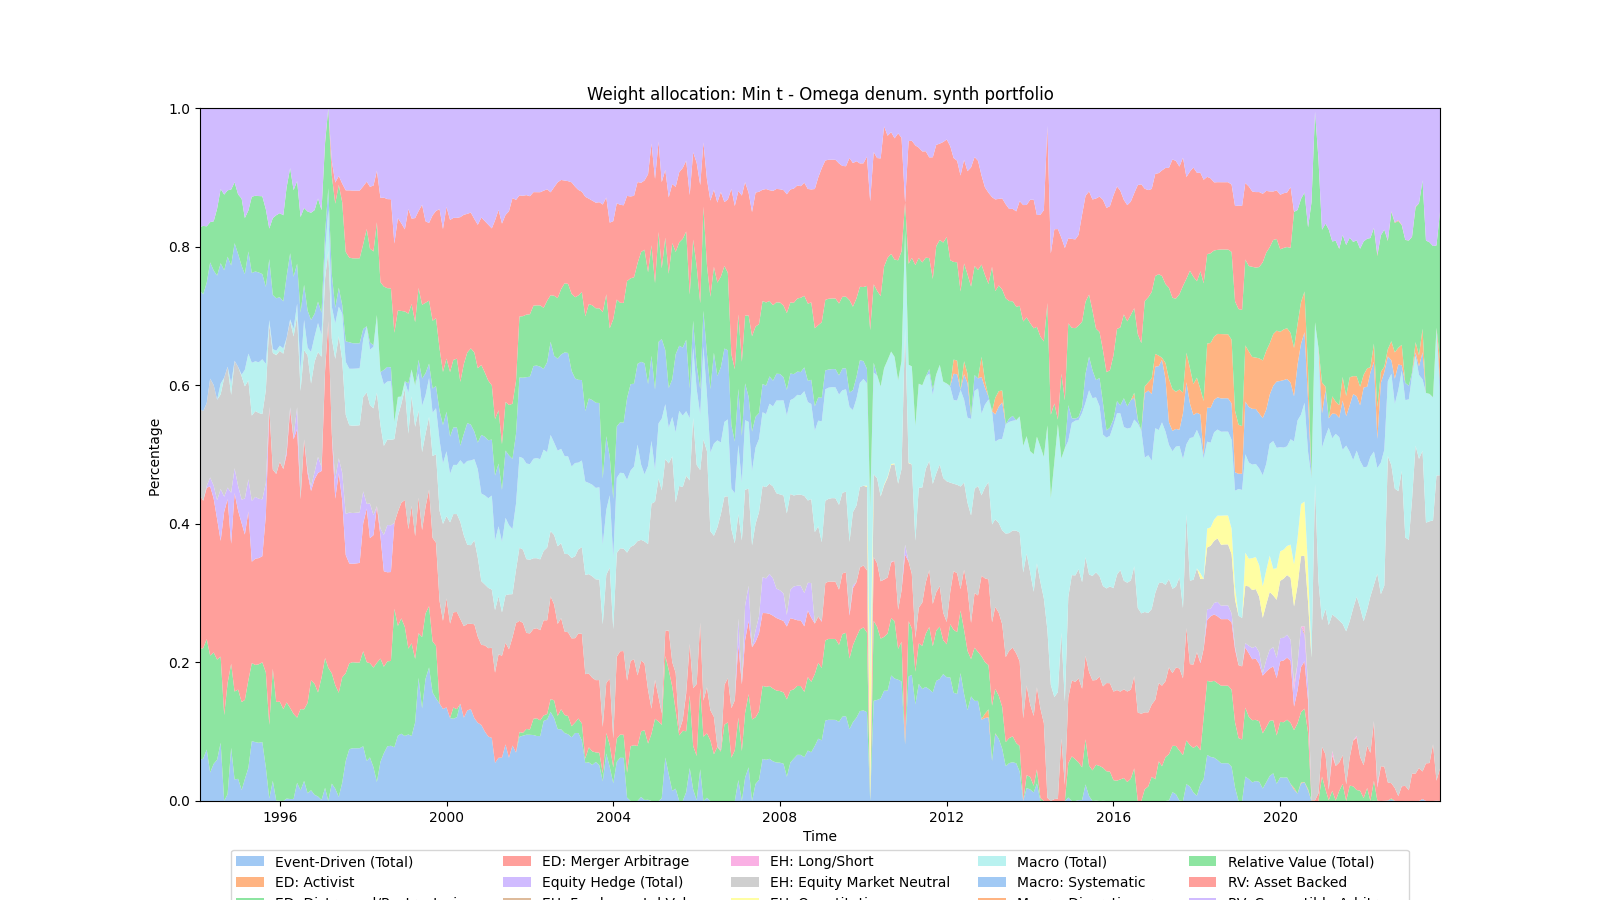 Weight allocation: Min t - Omega denum. synth portfolio
1.0
0.8
0.6
0.4
0.2
0.0
Percentage
1996 2000 2004 2008 2012 2016 2020
Time
Event-Driven (Total) ED: Merger Arbitrage EH: Long/Short Macro (Total) Relative Value (Total)
ED: Activist Equity Hedge (Total) EH: Equity Market Neutral Macro: Systematic RV: Asset Backed